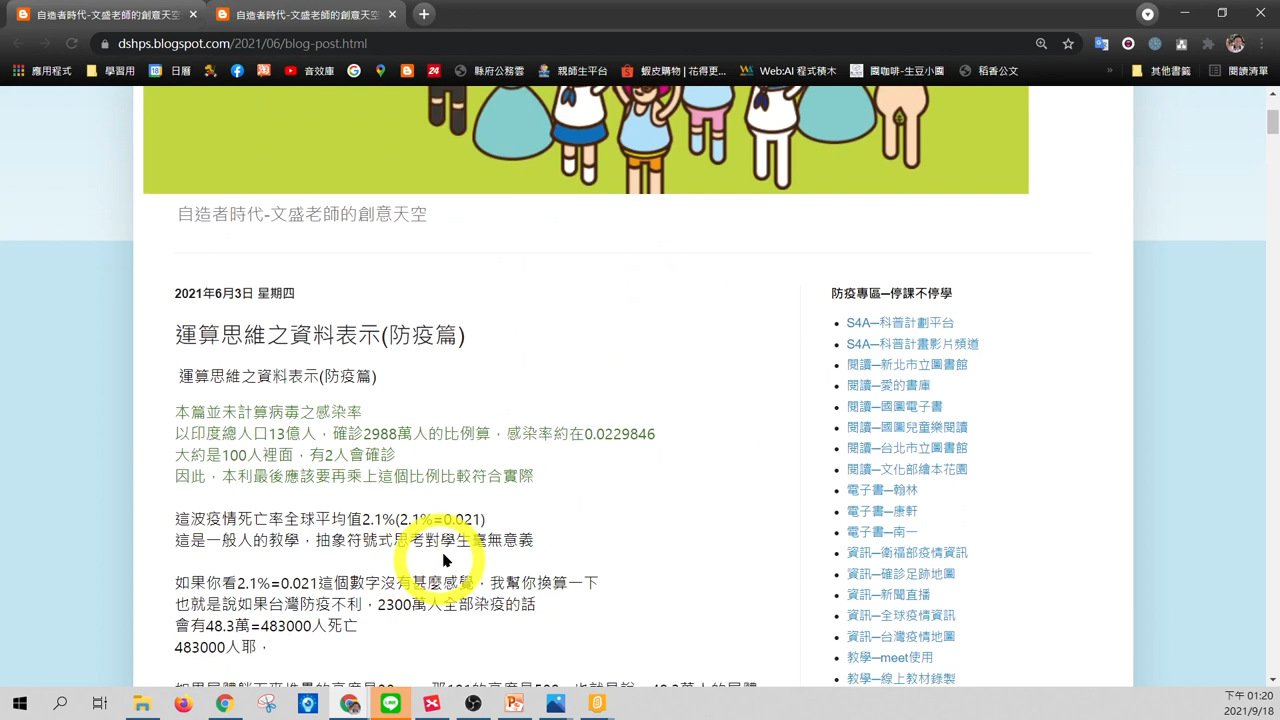 自造者時代-文盛老師的創意天空
自造者時代-文盛老師的創意天空
dshps.blogspot.com/2021/06/blog-post.html
應用程式 學習用 日曆 音效庫 縣府公務雲 親師生平台 蝦皮購物 | 花得更... Web:AI 程式積木 國咖啡-生豆小園 稻香公文 » 其他書籤 閱讀清單
自造者時代-文盛老師的創意天空
2021年6月3日 星期四
運算思維之資料表示(防疫篇)
運算思維之資料表示(防疫篇)
本篇並未計算病毒之感染率
以印度總人口13億人，確診2988萬人的比例算，感染率約在0.0229846
大約是100人裡面，有2人會確診
因此，本利最後應該要再乘上這個比例比較符合實際
這波疫情死亡率全球平均值2.1%(2.1%=0.021)
這是一般人的教學，抽象符號式思考對學生毫無意義
如果你看2.1%=0.021這個數字沒有甚麼感覺，我幫你換算一下
也就是說如果台灣防疫不利，2300萬人全部染疫的話
會有48.3萬=483000人死亡
483000人耶，
防疫專區—停課不停學
S4A—科普計劃平台
S4A—科普計畫影片頻道
閱讀—新北市立圖書館
閱讀—愛的書庫
閱讀—國圖電子書
閱讀—國圖兒童樂閱讀
閱讀—台北市立圖書館
閱讀—文化部繪本花園
電子書—翰林
電子書—康軒
電子書—南一
資訊—衛福部疫情資訊
資訊—確診足跡地圖
資訊—新聞直播
資訊—全球疫情資訊
資訊—台灣疫情地圖
教學—meet使用
教學—線上教材錄製
下午 01:20
2021/9/18